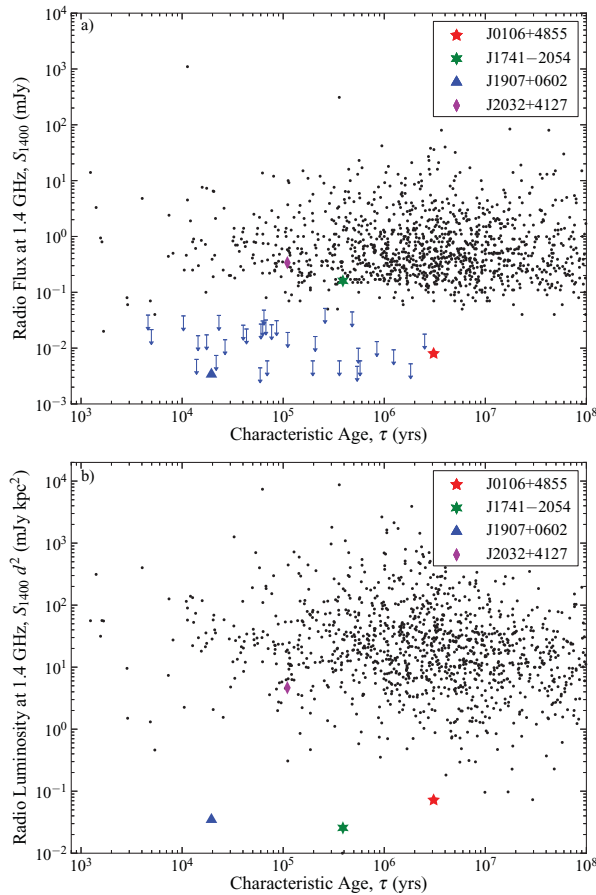 a)
J0106+4855
J1741−2054
J1907+0602
J2032+4127
Radio Flux at 1.4 GHz, S₁₄₀₀ (mJy)
10⁴
10³
10²
10¹
10⁰
10⁻¹
10⁻²
10⁻³
10³ 10⁴ 10⁵ 10⁶ 10⁷ 10⁸
Characteristic Age, τ (yrs)
b)
J0106+4855
J1741−2054
J1907+0602
J2032+4127
Radio Luminosity at 1.4 GHz, S₁₄₀₀ d² (mJy kpc²)
10⁴
10³
10²
10¹
10⁰
10⁻¹
10⁻²
10³ 10⁴ 10⁵ 10⁶ 10⁷ 10⁸
Characteristic Age, τ (yrs)